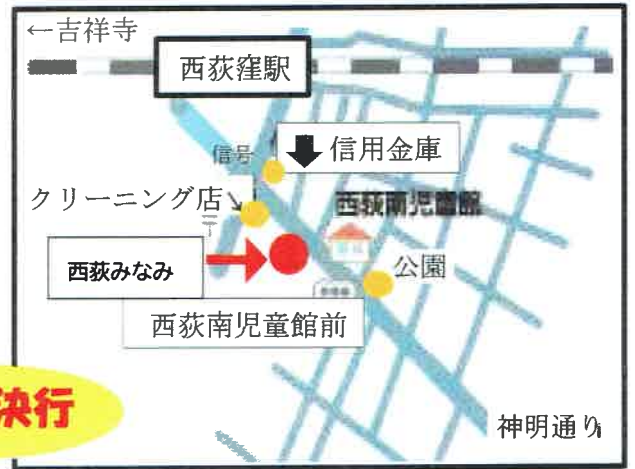 ←吉祥寺
西荻窪駅
信号
信用金庫
クリーニング店
〒
西荻南児童館
西荻みなみ
公園
西荻南児童館前
決行
神明通り